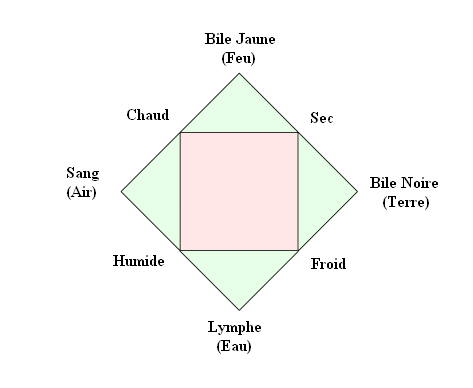 Bile Jaune
(Feu)
Chaud
Sec
Sang
(Air)
Bile Noire
(Terre)
Humide
Froid
Lymphe
(Eau)